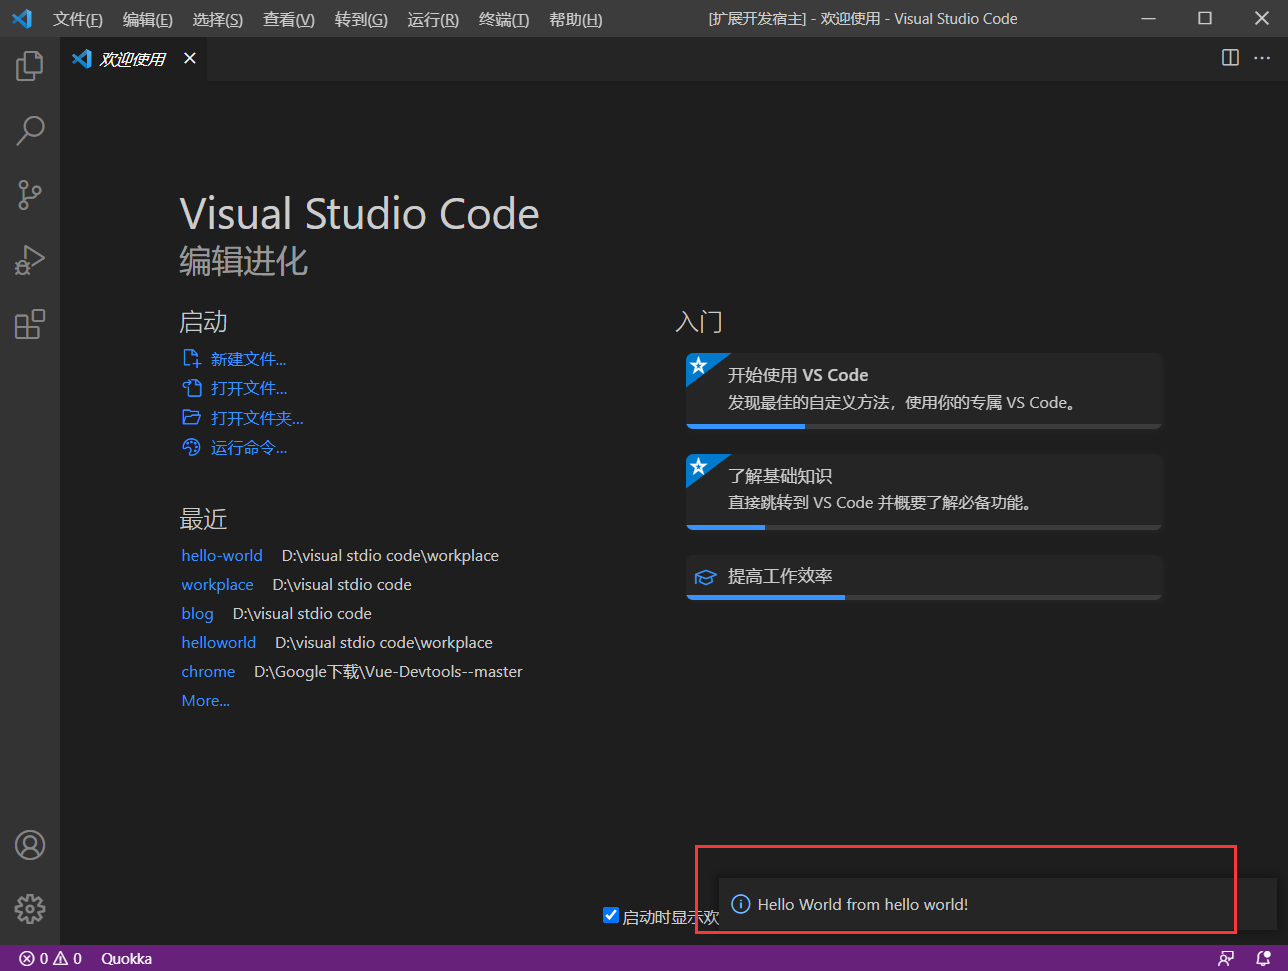 文件(F) 编辑(E) 选择(S) 查看(V) 转到(G) 运行(R) 终端(T) 帮助(H) [扩展开发宿主] - 欢迎使用 - Visual Studio Code
欢迎使用
Visual Studio Code
编辑进化
启动
新建文件...
打开文件...
打开文件夹...
运行命令...
最近
hello-world D:\visual stdio code\workplace
workplace D:\visual stdio code
blog D:\visual stdio code
helloworld D:\visual stdio code\workplace
chrome D:\Google下载\Vue-Devtools--master
More...
入门
开始使用 VS Code
发现最佳的自定义方法，使用你的专属 VS Code。
了解基础知识
直接跳转到 VS Code 并概要了解必备功能。
提高工作效率
启动时显示欢
Hello World from hello world!
0 0 Quokka